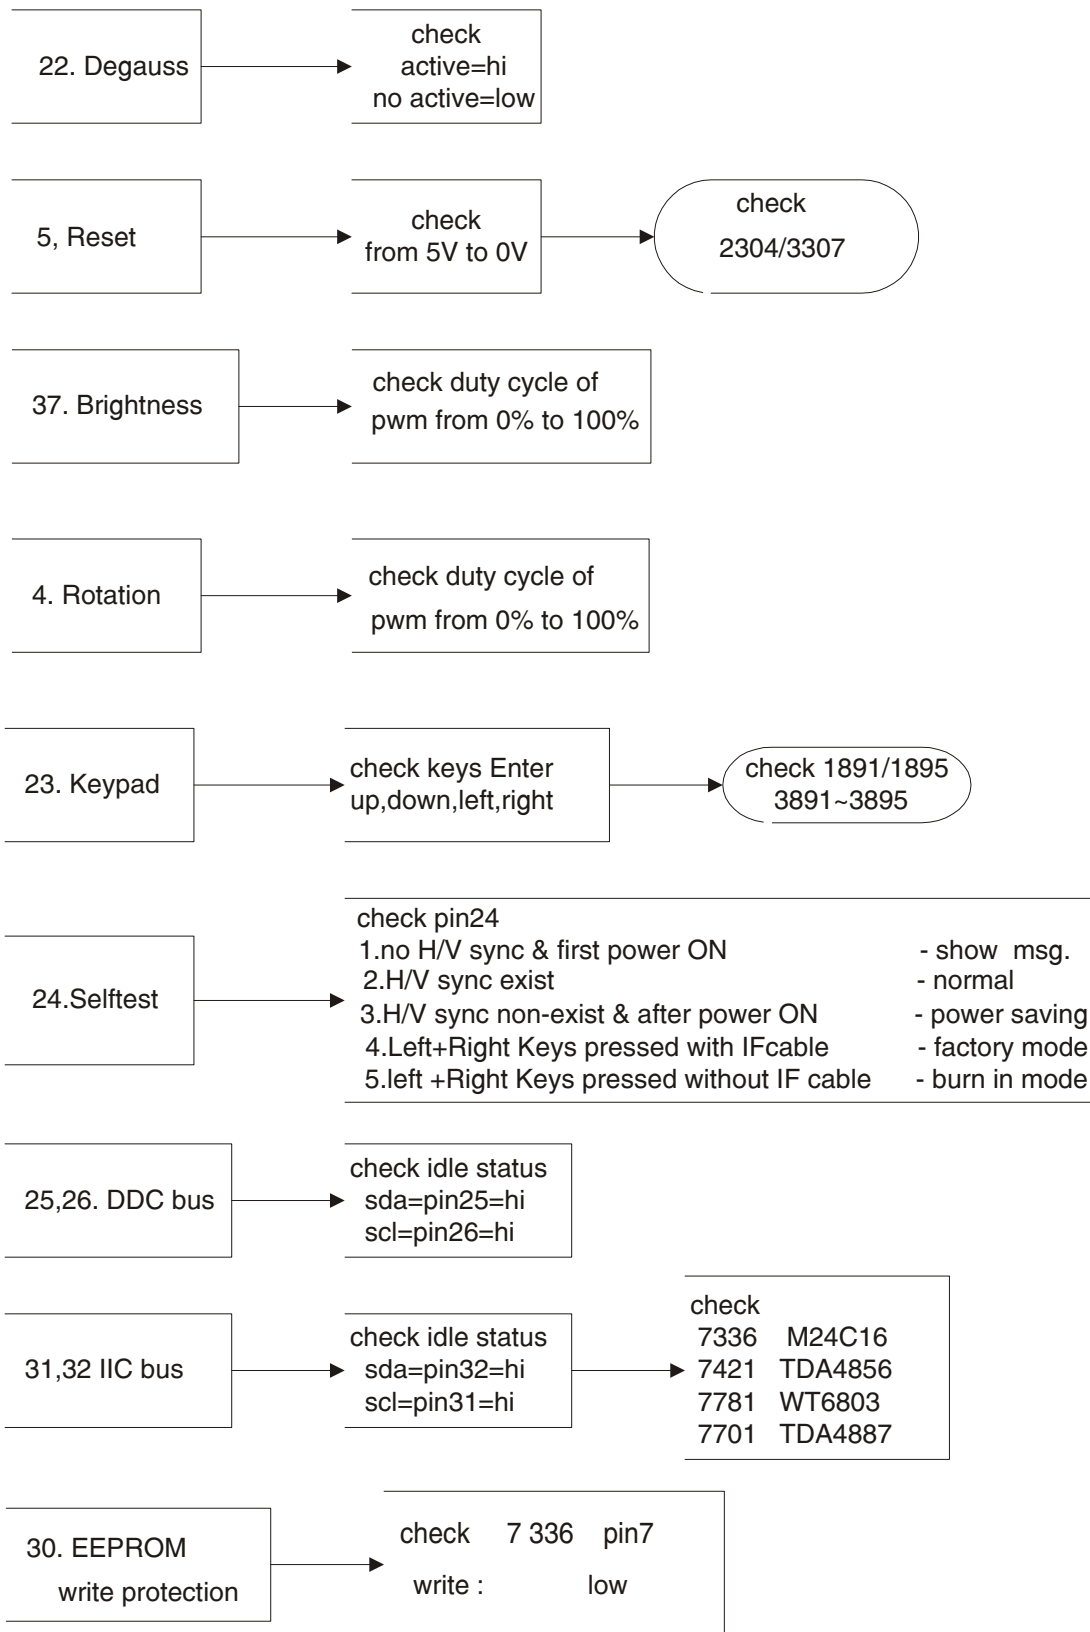 22. Degauss
check
active=hi
no active=low
5, Reset
check
from 5V to 0V
check
2304/3307
37. Brightness
check duty cycle of
pwm from 0% to 100%
4. Rotation
check duty cycle of
pwm from 0% to 100%
23. Keypad
check keys Enter
up,down,left,right
check 1891/1895
3891~3895
24.Selftest
check pin24
1.no H/V sync & first power ON - show msg.
2.H/V sync exist - normal
3.H/V sync non-exist & after power ON - power saving
4.Left+Right Keys pressed with IFcable - factory mode
5.left +Right Keys pressed without IF cable - burn in mode
25,26. DDC bus
check idle status
sda=pin25=hi
scl=pin26=hi
31,32 IIC bus
check idle status
sda=pin32=hi
scl=pin31=hi
check
7336 M24C16
7421 TDA4856
7781 WT6803
7701 TDA4887
30. EEPROM
write protection
check 7 336 pin7
write : low